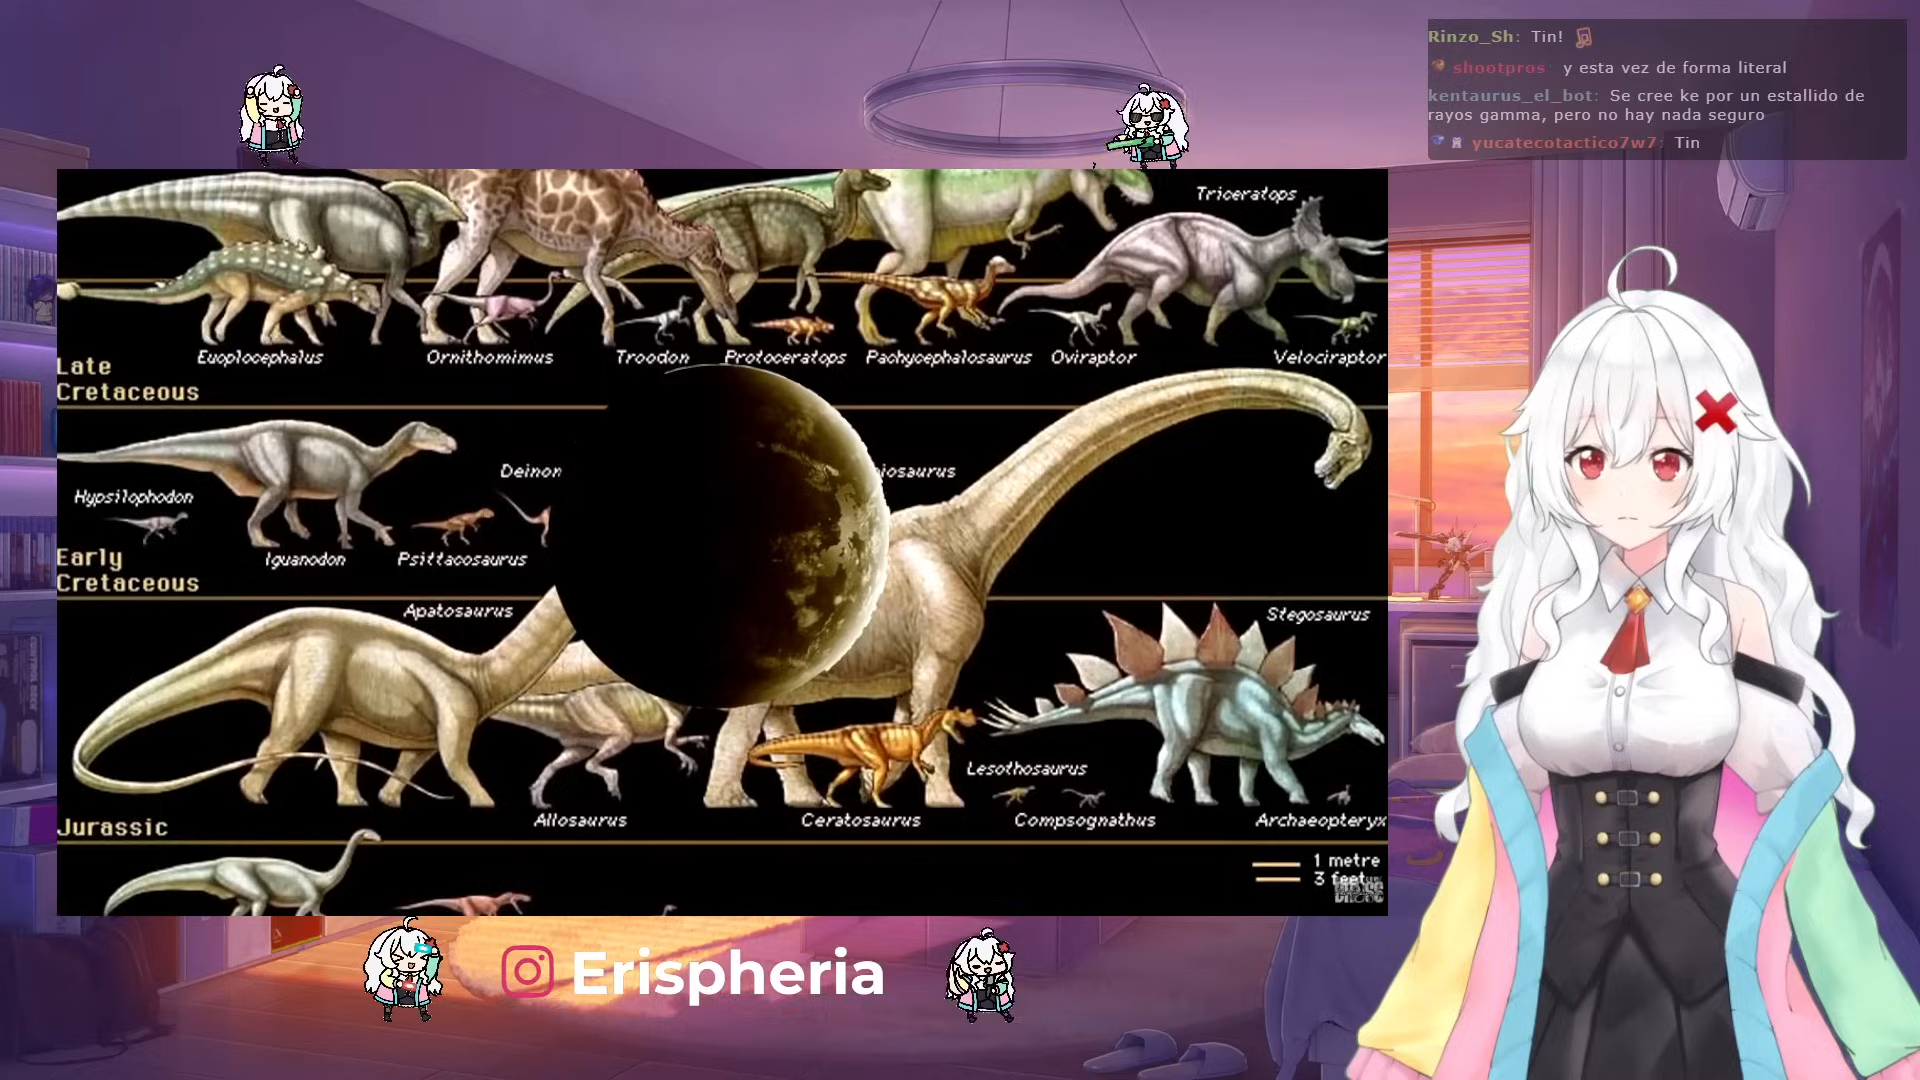 Rinzo_Sh: Tin!
shootpros: y esta vez de forma literal
kentaurus_el_bot: Se cree ke por un estallido de
rayos gamma, pero no hay nada seguro
yucatecotactico7w7: Tin
Triceratops
Euoplocephalus
Ornithomimus
Troodon
Protoceratops
Pachycephalosaurus
Oviraptor
Velociraptor
Late
Cretaceous
Deinon
iosaurus
Hypsilophodon
Iguanodon
Psittacosaurus
Early
Cretaceous
Apatosaurus
Stegosaurus
Lesothosaurus
Allosaurus
Ceratosaurus
Compsognathus
Archaeopteryx
Jurassic
1 metre
3 feet
Erispheria